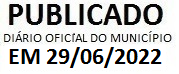 PUBLICADO
DIÁRIO OFICIAL DO MUNICÍPIO
EM 29/06/2022